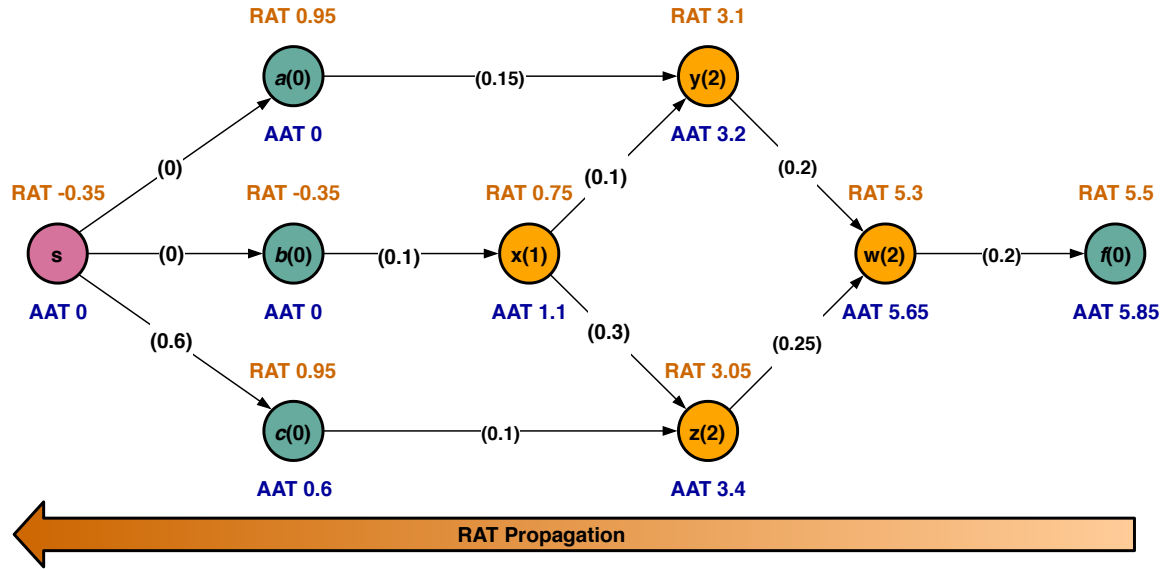 RAT 0.95
RAT 3.1
a(0)
(0.15)
y(2)
AAT 0
AAT 3.2
(0)
(0.1)
(0.2)
RAT -0.35
RAT -0.35
RAT 0.75
RAT 5.3
RAT 5.5
s
(0)
b(0)
(0.1)
x(1)
w(2)
(0.2)
f(0)
AAT 0
AAT 0
AAT 1.1
AAT 5.65
AAT 5.85
(0.6)
(0.3)
(0.25)
RAT 0.95
RAT 3.05
c(0)
(0.1)
z(2)
AAT 0.6
AAT 3.4
RAT Propagation